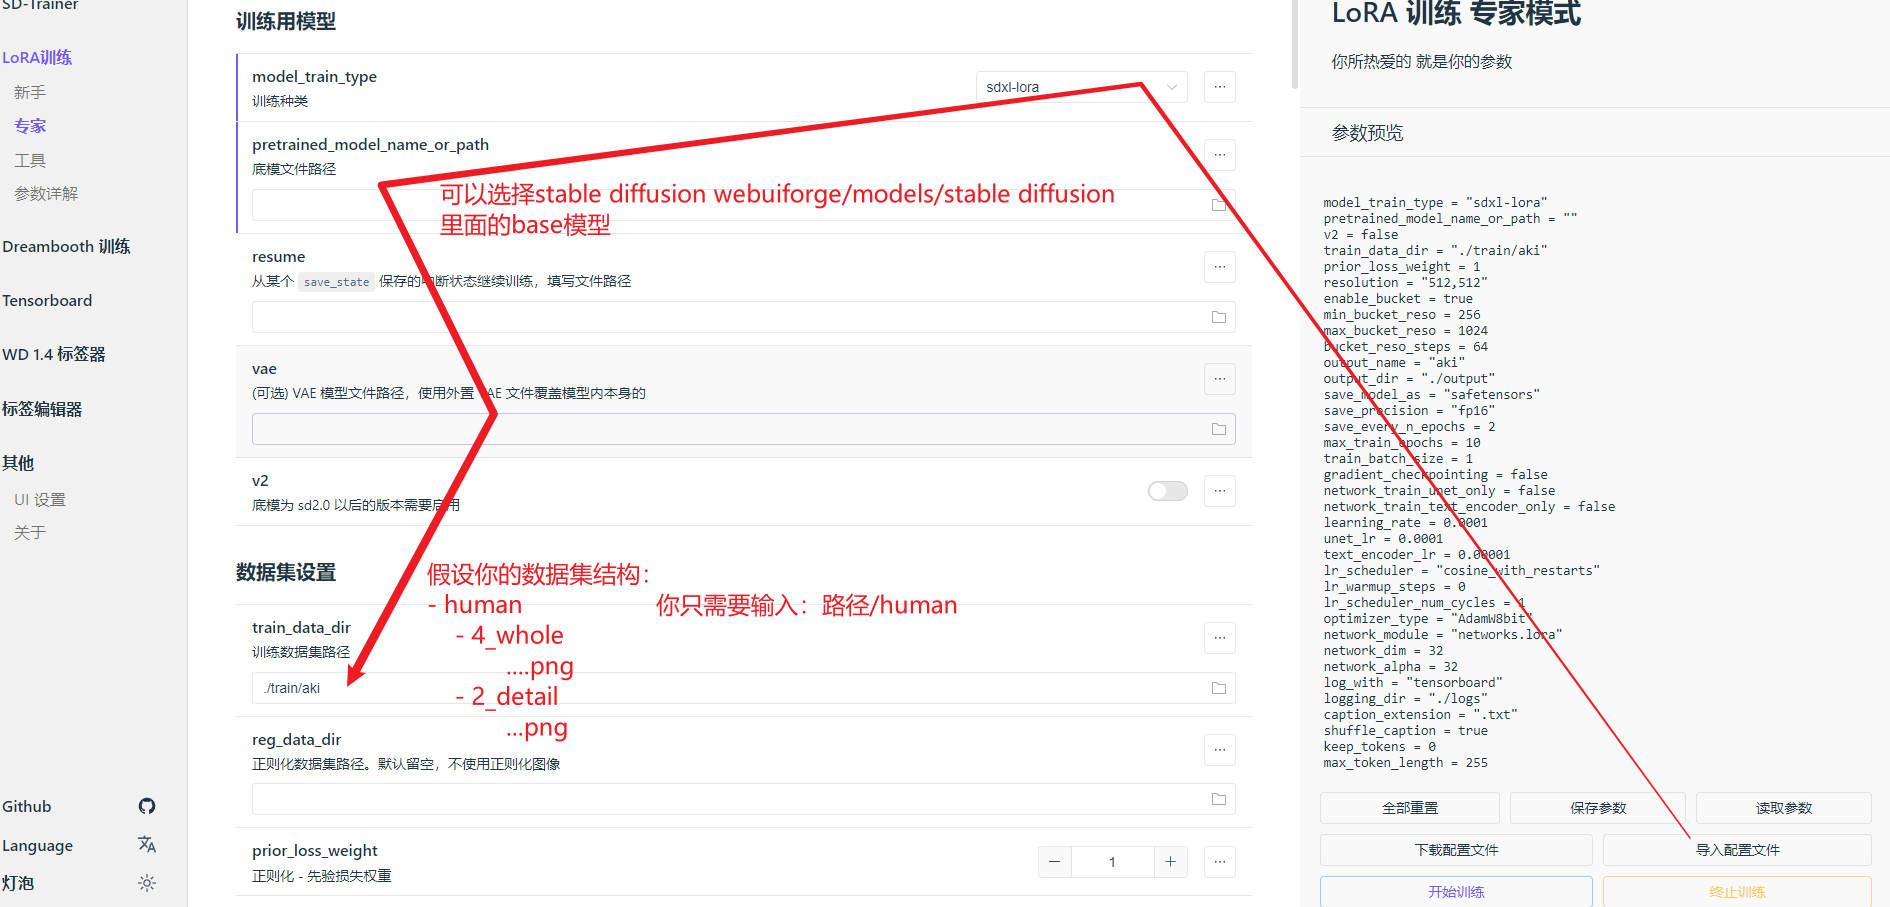 SD-Trainer
LoRA训练
新手
专家
工具
参数详解
Dreambooth 训练
Tensorboard
WD 1.4 标签器
标签编辑器
其他
UI 设置
关于
Github
Language
灯泡
训练用模型
model_train_type
训练种类
sdxl-lora
pretrained_model_name_or_path
底模文件路径
可以选择stable diffusion webuiforge/models/stable diffusion
里面的base模型
resume
从某个 save_state 保存的中断状态继续训练，填写文件路径
vae
(可选) VAE 模型文件路径，使用外置 VAE 文件覆盖模型内本身的
v2
底模为 sd2.0 以后的版本需要启用
数据集设置
假设你的数据集结构：
- human
- 4_whole
....png
- 2_detail
...png
你只需要输入：路径/human
train_data_dir
训练数据集路径
./train/aki
reg_data_dir
正则化数据集路径。默认留空，不使用正则化图像
prior_loss_weight
正则化 - 先验损失权重
1
LoRA 训练 专家模式
你所热爱的 就是你的参数
参数预览
model_train_type = "sdxl-lora"
pretrained_model_name_or_path = ""
v2 = false
train_data_dir = "./train/aki"
prior_loss_weight = 1
resolution = "512,512"
enable_bucket = true
min_bucket_reso = 256
max_bucket_reso = 1024
bucket_reso_steps = 64
output_name = "aki"
output_dir = "./output"
save_model_as = "safetensors"
save_precision = "fp16"
save_every_n_epochs = 2
max_train_epochs = 10
train_batch_size = 1
gradient_checkpointing = false
network_train_unet_only = false
network_train_text_encoder_only = false
learning_rate = 0.0001
unet_lr = 0.0001
text_encoder_lr = 0.00001
lr_scheduler = "cosine_with_restarts"
lr_warmup_steps = 0
lr_scheduler_num_cycles = 1
optimizer_type = "AdamW8bit"
network_module = "networks.lora"
network_dim = 32
network_alpha = 32
log_with = "tensorboard"
logging_dir = "./logs"
caption_extension = ".txt"
shuffle_caption = true
keep_tokens = 0
max_token_length = 255
全部重置
保存参数
读取参数
下载配置文件
导入配置文件
开始训练
终止训练